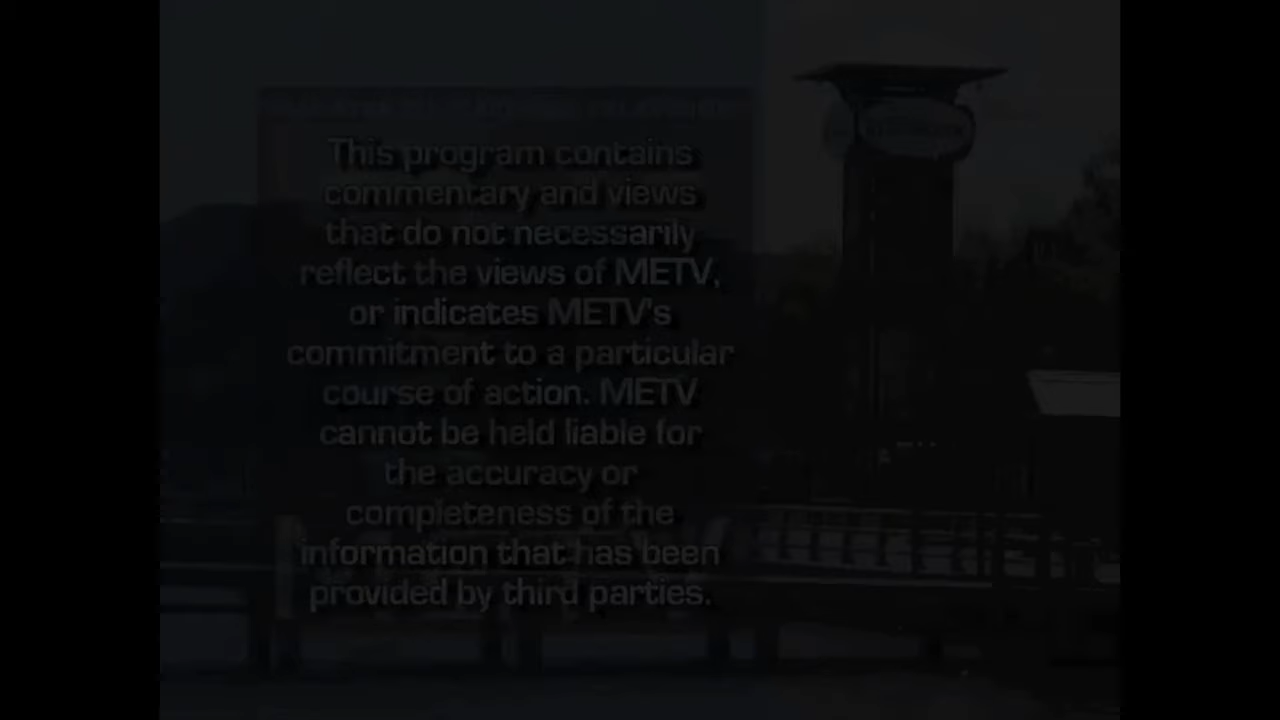 This program contains
commentary and views
that do not necessarily
reflect the views of METV,
or indicates METV's
commitment to a particular
course of action. METV
cannot be held liable for
the accuracy or
completeness of the
information that has been
provided by third parties.